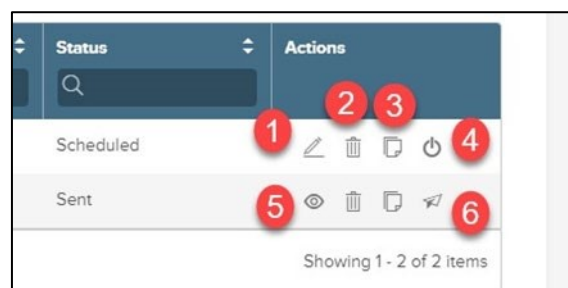 Status Actions
2 3
1 Scheduled 4
Sent 5 6
Showing 1 - 2 of 2 items